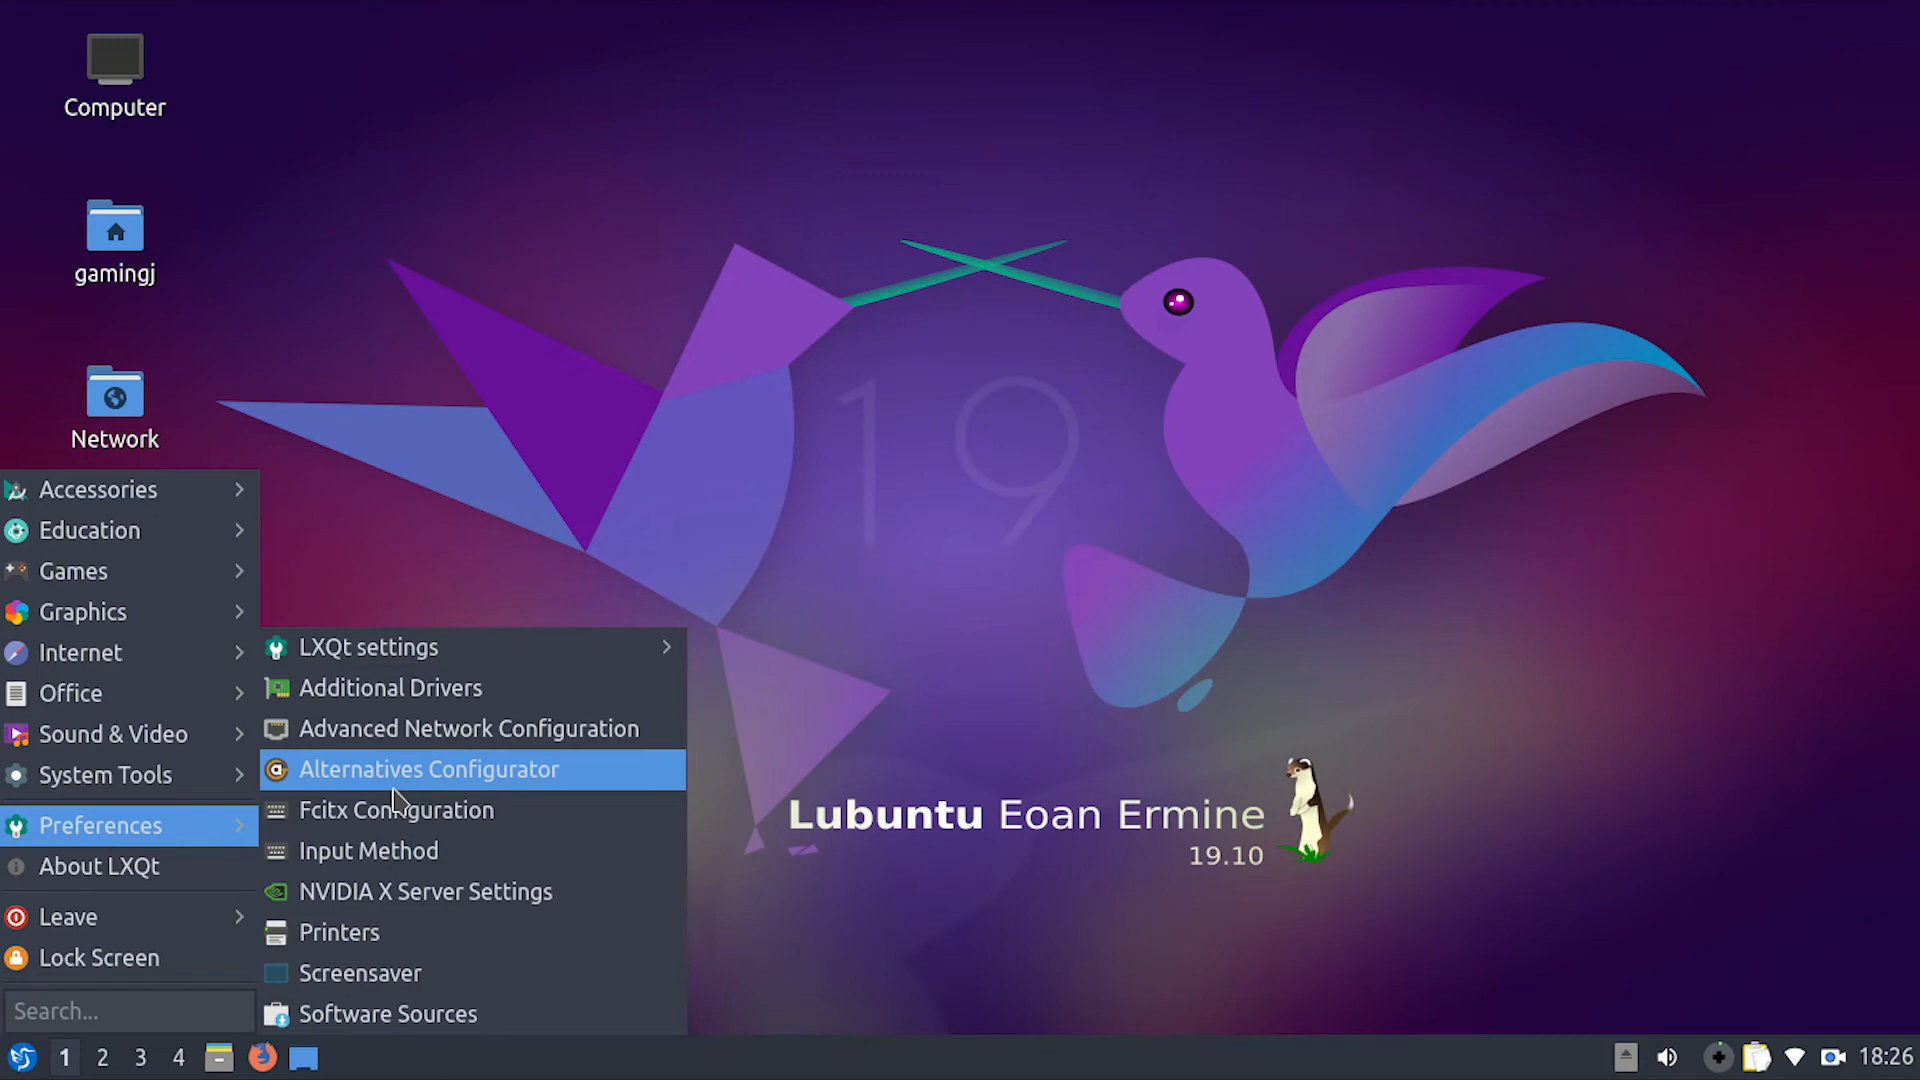 Computer
gamingj
Network
19
Accessories
Education
Games
Graphics
Internet
Office
Sound & Video
System Tools
Preferences
About LXQt
Leave
Lock Screen
Search...
LXQt settings
Additional Drivers
Advanced Network Configuration
Alternatives Configurator
Fcitx Configuration
Input Method
NVIDIA X Server Settings
Printers
Screensaver
Software Sources
Lubuntu Eoan Ermine
19.10
1 2 3 4
18:26